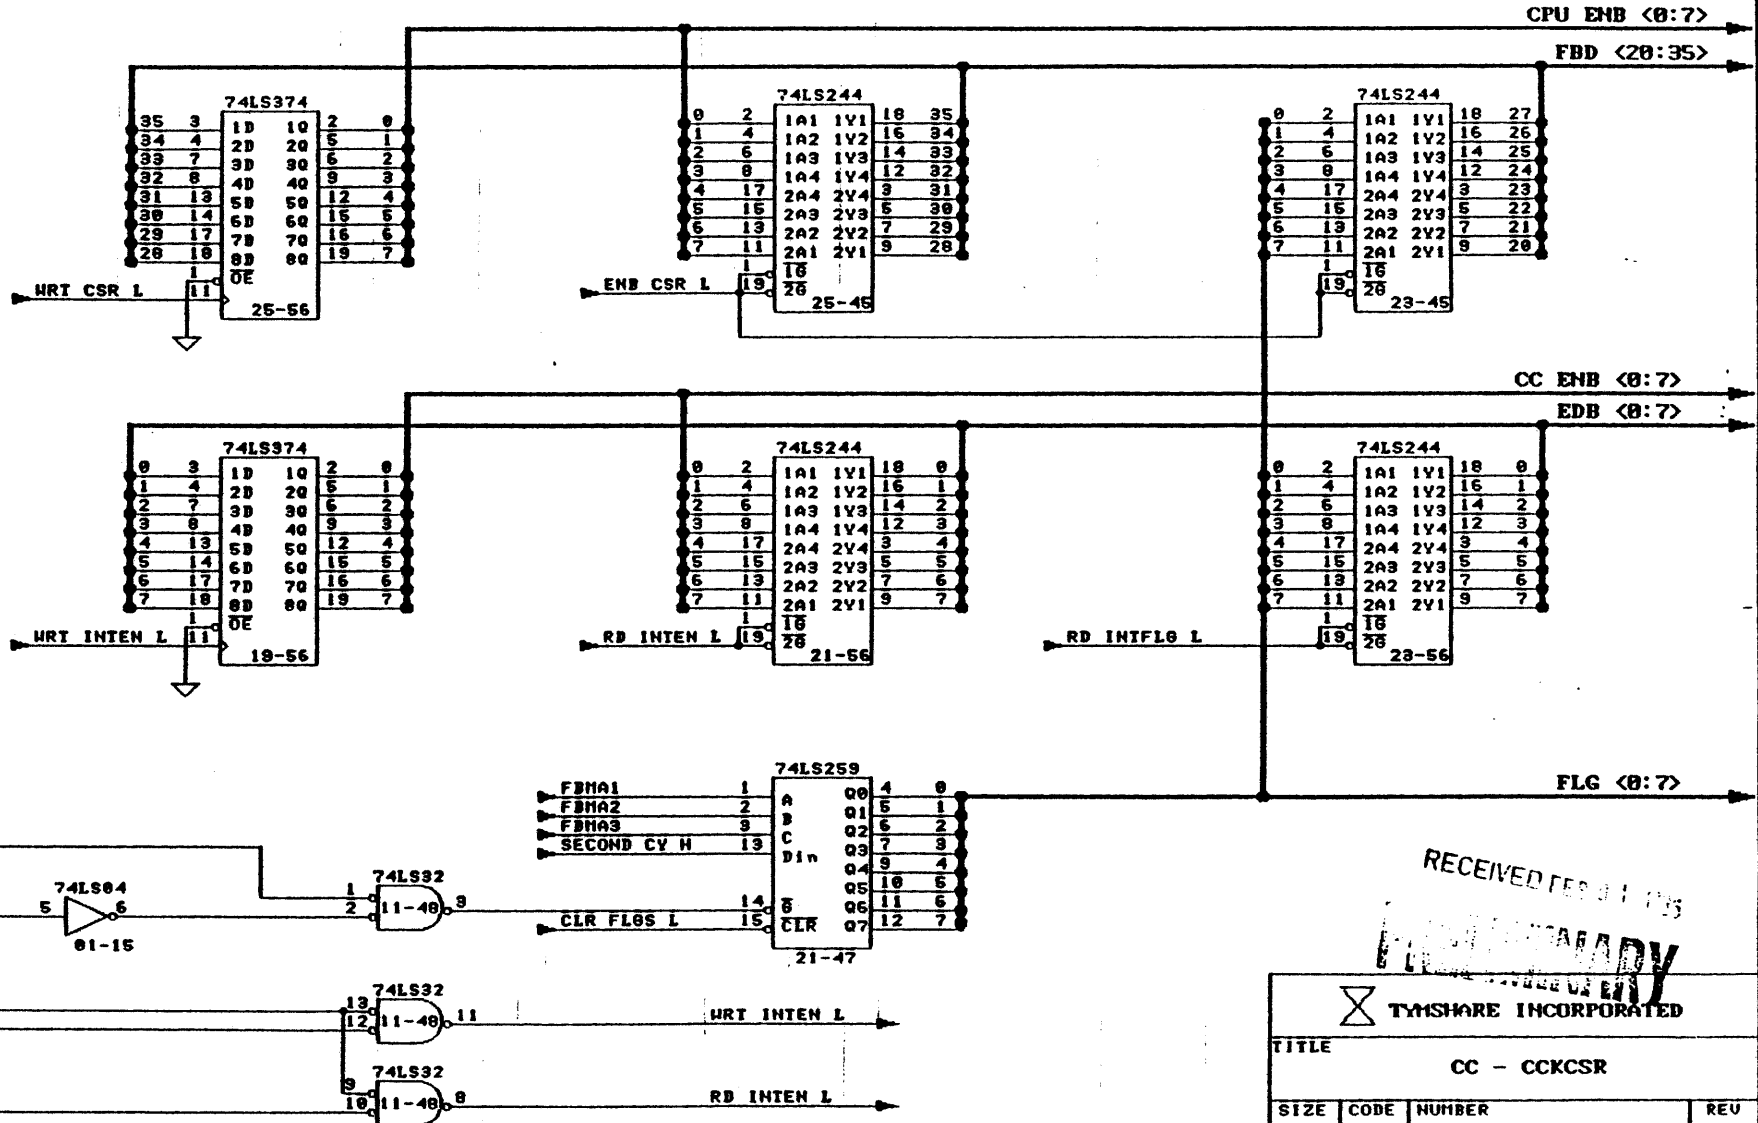 CPU ENB <0:7>
FBD <20:35>
74LS374
35 3 1D 1Q 2 0
34 4 2D 2Q 5 1
33 7 3D 3Q 6 2
32 8 4D 4Q 9 3
31 13 5D 5Q 12 4
30 14 6D 6Q 15 5
29 17 7D 7Q 16 6
28 18 8D 8Q 19 7
1 OE
WRT CSR L 11
25-56
74LS244
0 2 1A1 1Y1 18 35
1 4 1A2 1Y2 16 34
2 6 1A3 1Y3 14 33
3 8 1A4 1Y4 12 32
4 17 2A4 2Y4 3 31
5 15 2A3 2Y3 5 30
6 13 2A2 2Y2 7 29
7 11 2A1 2Y1 9 28
1 1G
ENB CSR L 19 2G
25-45
74LS244
0 2 1A1 1Y1 18 27
1 4 1A2 1Y2 16 26
2 6 1A3 1Y3 14 25
3 8 1A4 1Y4 12 24
4 17 2A4 2Y4 3 23
5 15 2A3 2Y3 5 22
6 13 2A2 2Y2 7 21
7 11 2A1 2Y1 9 20
1 1G
19 2G
23-45
CC ENB <0:7>
EDB <0:7>
74LS374
0 3 1D 1Q 2 0
1 4 2D 2Q 5 1
2 7 3D 3Q 6 2
3 8 4D 4Q 9 3
4 13 5D 5Q 12 4
5 14 6D 6Q 15 5
6 17 7D 7Q 16 6
7 18 8D 8Q 19 7
1 OE
WRT INTEN L 11
19-56
74LS244
0 2 1A1 1Y1 18 0
1 4 1A2 1Y2 16 1
2 6 1A3 1Y3 14 2
3 8 1A4 1Y4 12 3
4 17 2A4 2Y4 3 4
5 15 2A3 2Y3 5 5
6 13 2A2 2Y2 7 6
7 11 2A1 2Y1 9 7
1 1G
RD INTEN L 19 2G
21-56
74LS244
0 2 1A1 1Y1 18 0
1 4 1A2 1Y2 16 1
2 6 1A3 1Y3 14 2
3 8 1A4 1Y4 12 3
4 17 2A4 2Y4 3 4
5 15 2A3 2Y3 5 5
6 13 2A2 2Y2 7 6
7 11 2A1 2Y1 9 7
1 1G
RD INTFLG L 19 2G
23-56
74LS259
FBMA1 1 A Q0 4 0
FBMA2 2 B Q1 5 1
FBMA3 3 C Q2 6 2
SECOND CY H 13 Din Q3 7 3
Q4 9 4
Q5 10 5
14 G Q6 11 6
CLR FLGS L 15 CLR Q7 12 7
21-47
FLG <0:7>
74LS04
5 6
01-15
74LS32
1
2 11-40 3
74LS32
13
12 11-40 11
WRT INTEN L
74LS32
9
10 11-40 8
RD INTEN L
RECEIVED FEB
PRELIMINARY
TYMSHARE INCORPORATED
TITLE
CC - CCKCSR
SIZE CODE NUMBER REV